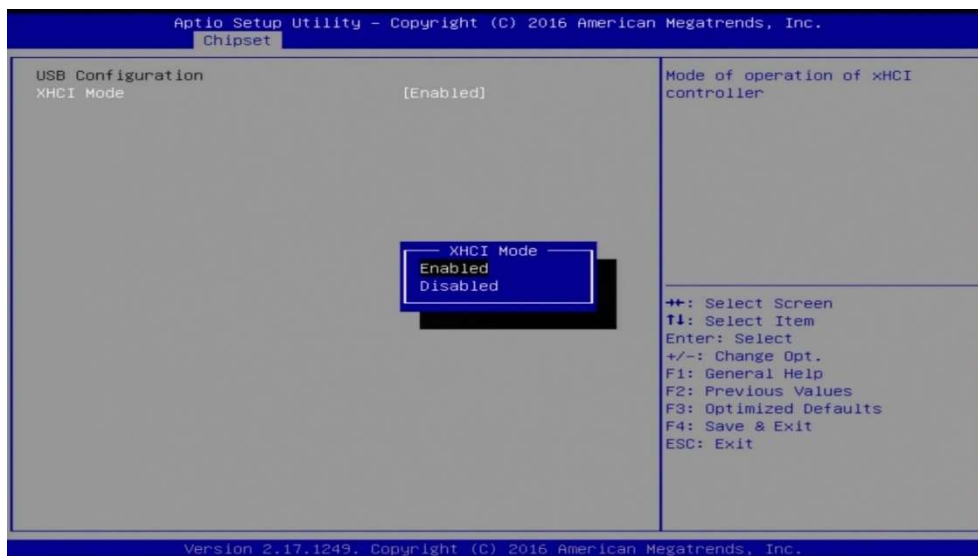 Aptio Setup Utility – Copyright (C) 2016 American Megatrends, Inc.
Chipset
USB Configuration
XHCI Mode [Enabled]
Mode of operation of xHCI
controller
XHCI Mode
Enabled
Disabled
→←: Select Screen
↑↓: Select Item
Enter: Select
+/-: Change Opt.
F1: General Help
F2: Previous Values
F3: Optimized Defaults
F4: Save & Exit
ESC: Exit
Version 2.17.1249. Copyright (C) 2016 American Megatrends, Inc.